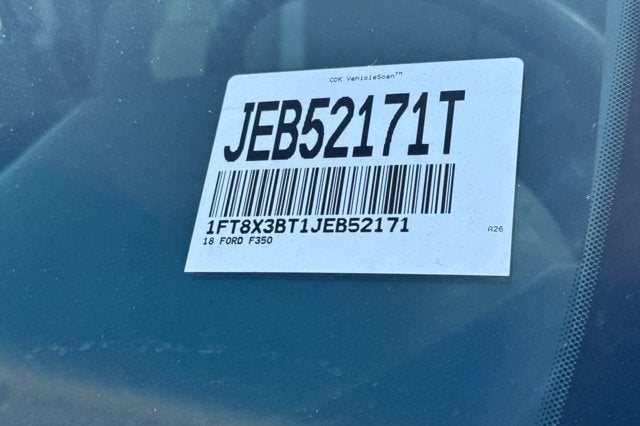 CDK VehicleScan™
JEB52171T
1FT8X3BT1JEB52171
18 FORD F350
A26